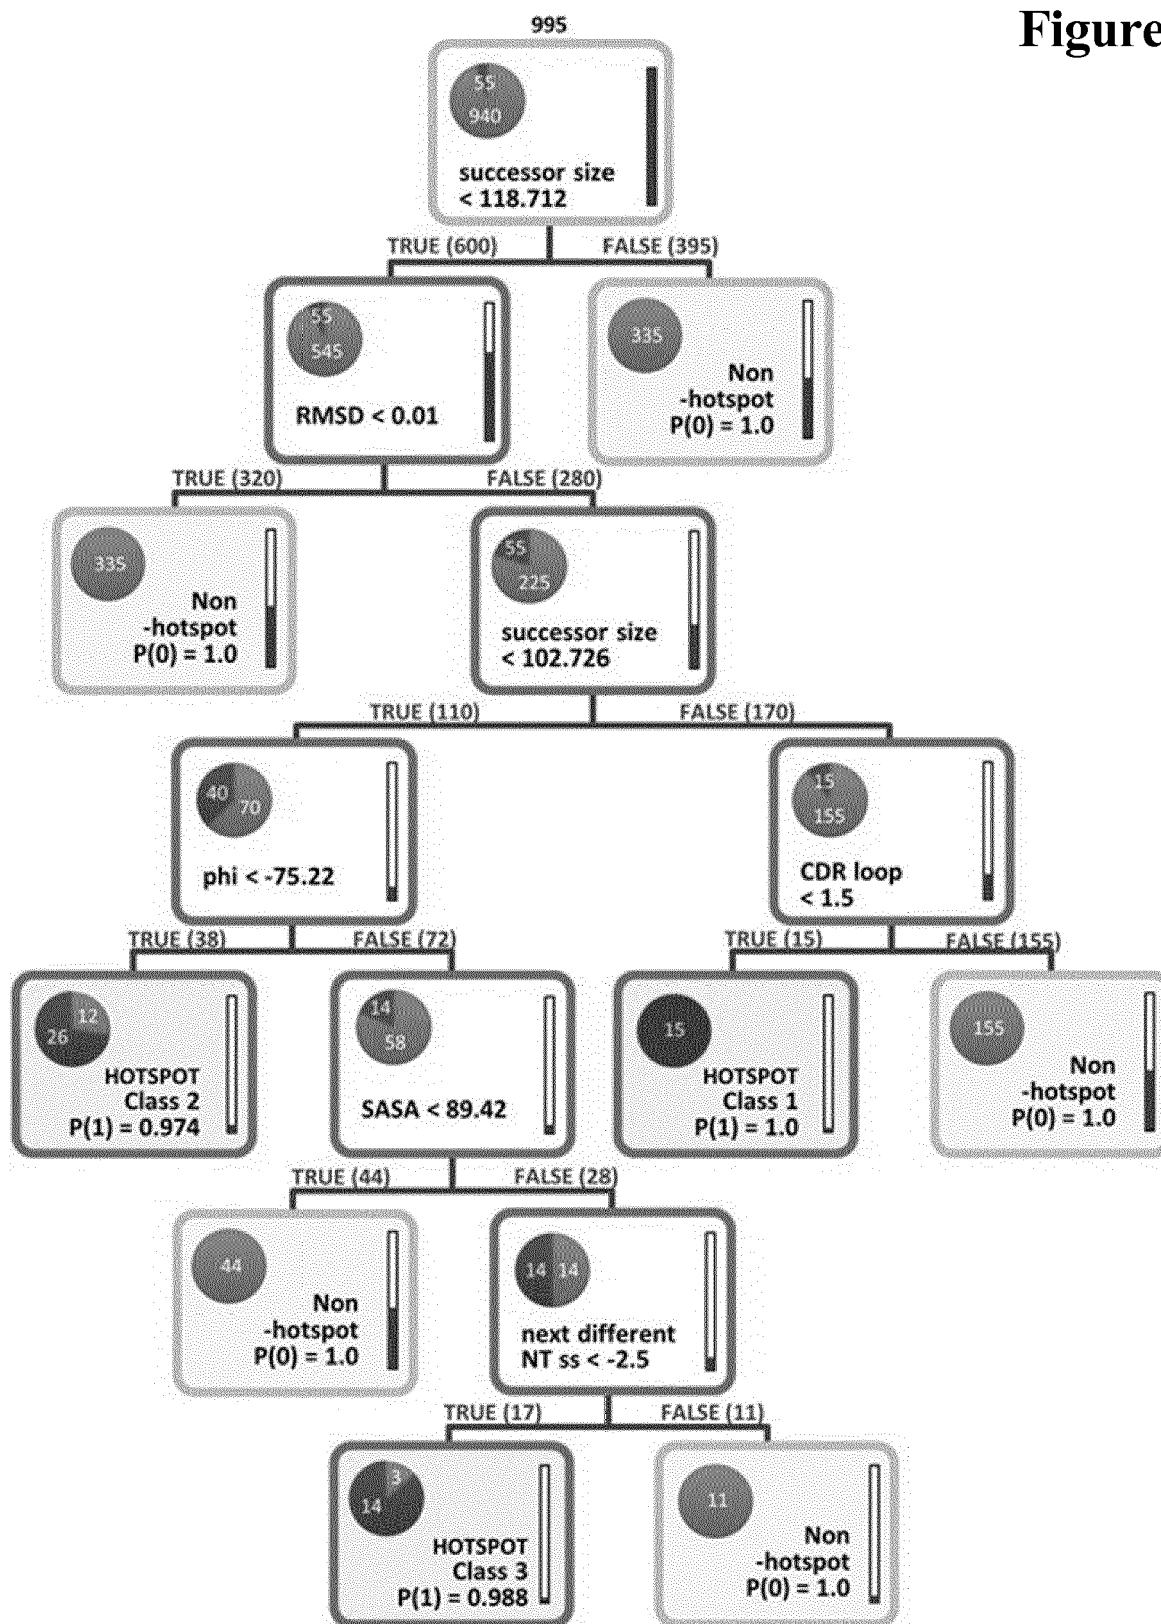 Figure
995
55
940
successor size
< 118.712
TRUE (600)
FALSE (395)
55
545
RMSD < 0.01
335
Non
-hotspot
P(0) = 1.0
TRUE (320)
FALSE (280)
335
Non
-hotspot
P(0) = 1.0
55
225
successor size
< 102.726
TRUE (110)
FALSE (170)
40
70
phi < -75.22
15
155
CDR loop
< 1.5
TRUE (38)
FALSE (72)
TRUE (15)
FALSE (155)
12
26
HOTSPOT
Class 2
P(1) = 0.974
14
58
SASA < 89.42
15
HOTSPOT
Class 1
P(1) = 1.0
155
Non
-hotspot
P(0) = 1.0
TRUE (44)
FALSE (28)
44
Non
-hotspot
P(0) = 1.0
14 14
next different
NT ss < -2.5
TRUE (17)
FALSE (11)
3
14
HOTSPOT
Class 3
P(1) = 0.988
11
Non
-hotspot
P(0) = 1.0